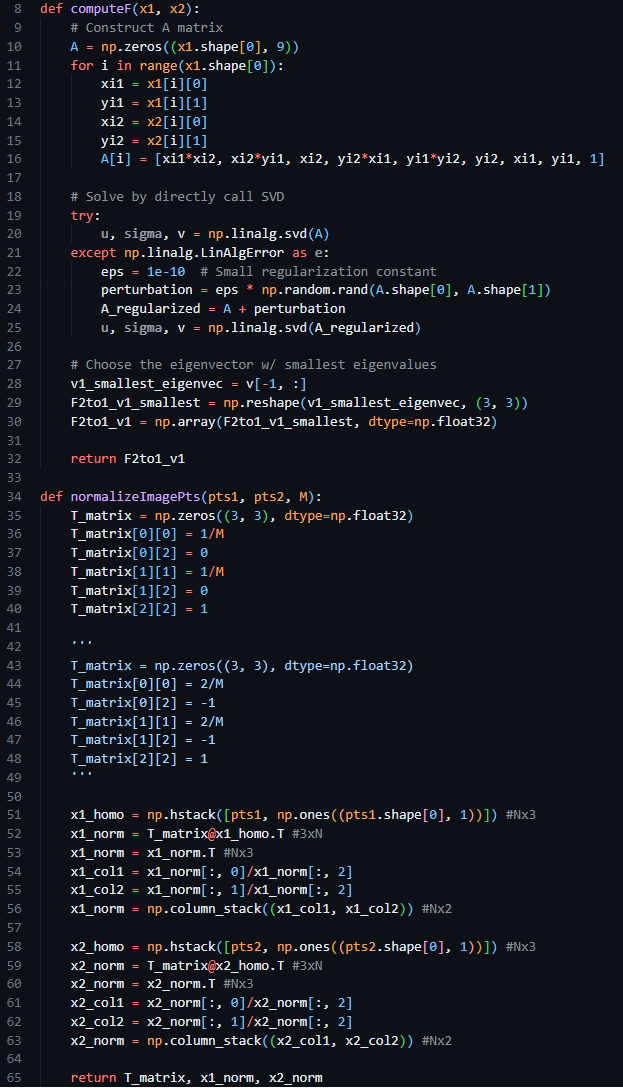 8 def computeF(x1, x2):
9     # Construct A matrix
10     A = np.zeros((x1.shape[0], 9))
11     for i in range(x1.shape[0]):
12         xi1 = x1[i][0]
13         yi1 = x1[i][1]
14         xi2 = x2[i][0]
15         yi2 = x2[i][1]
16         A[i] = [xi1*xi2, xi2*yi1, xi2, yi2*xi1, yi1*yi2, yi2, xi1, yi1, 1]
17
18     # Solve by directly call SVD
19     try:
20         u, sigma, v = np.linalg.svd(A)
21     except np.linalg.LinAlgError as e:
22         eps = 1e-10  # Small regularization constant
23         perturbation = eps * np.random.rand(A.shape[0], A.shape[1])
24         A_regularized = A + perturbation
25         u, sigma, v = np.linalg.svd(A_regularized)
26
27     # Choose the eigenvector w/ smallest eigenvalues
28     v1_smallest_eigenvec = v[-1, :]
29     F2to1_v1_smallest = np.reshape(v1_smallest_eigenvec, (3, 3))
30     F2to1_v1 = np.array(F2to1_v1_smallest, dtype=np.float32)
31
32     return F2to1_v1
33
34 def normalizeImagePts(pts1, pts2, M):
35     T_matrix = np.zeros((3, 3), dtype=np.float32)
36     T_matrix[0][0] = 1/M
37     T_matrix[0][2] = 0
38     T_matrix[1][1] = 1/M
39     T_matrix[1][2] = 0
40     T_matrix[2][2] = 1
41
42     '''
43     T_matrix = np.zeros((3, 3), dtype=np.float32)
44     T_matrix[0][0] = 2/M
45     T_matrix[0][2] = -1
46     T_matrix[1][1] = 2/M
47     T_matrix[1][2] = -1
48     T_matrix[2][2] = 1
49     '''
50
51     x1_homo = np.hstack([pts1, np.ones((pts1.shape[0], 1))]) #Nx3
52     x1_norm = T_matrix@x1_homo.T #3xN
53     x1_norm = x1_norm.T #Nx3
54     x1_col1 = x1_norm[:, 0]/x1_norm[:, 2]
55     x1_col2 = x1_norm[:, 1]/x1_norm[:, 2]
56     x1_norm = np.column_stack((x1_col1, x1_col2)) #Nx2
57
58     x2_homo = np.hstack([pts2, np.ones((pts2.shape[0], 1))]) #Nx3
59     x2_norm = T_matrix@x2_homo.T #3xN
60     x2_norm = x2_norm.T #Nx3
61     x2_col1 = x2_norm[:, 0]/x2_norm[:, 2]
62     x2_col2 = x2_norm[:, 1]/x2_norm[:, 2]
63     x2_norm = np.column_stack((x2_col1, x2_col2)) #Nx2
64
65     return T_matrix, x1_norm, x2_norm